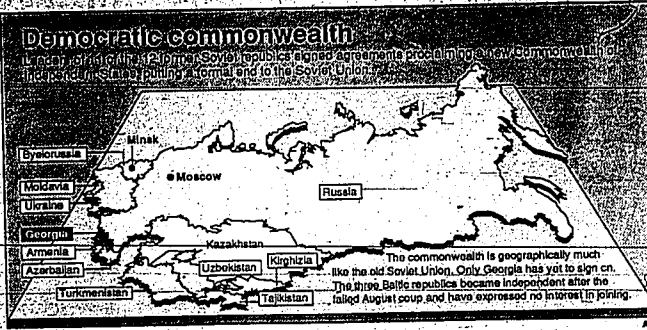 Democratic commonwealth
Leaders of 11 of the 12 former Soviet republics signed agreements proclaiming a new Commonwealth of
Independent States, putting a formal end to the Soviet Union.
Minsk
Byelorussia
Moscow
Moldavia
Russia
Ukraine
Georgia
Kazakhstan
Armenia
Azerbaijan
Uzbekistan
Kirghizia
Turkmenistan
Tajikistan
The commonwealth is geographically much
like the old Soviet Union. Only Georgia has yet to sign on.
The three Baltic republics became independent after the
failed August coup and have expressed no interest in joining.